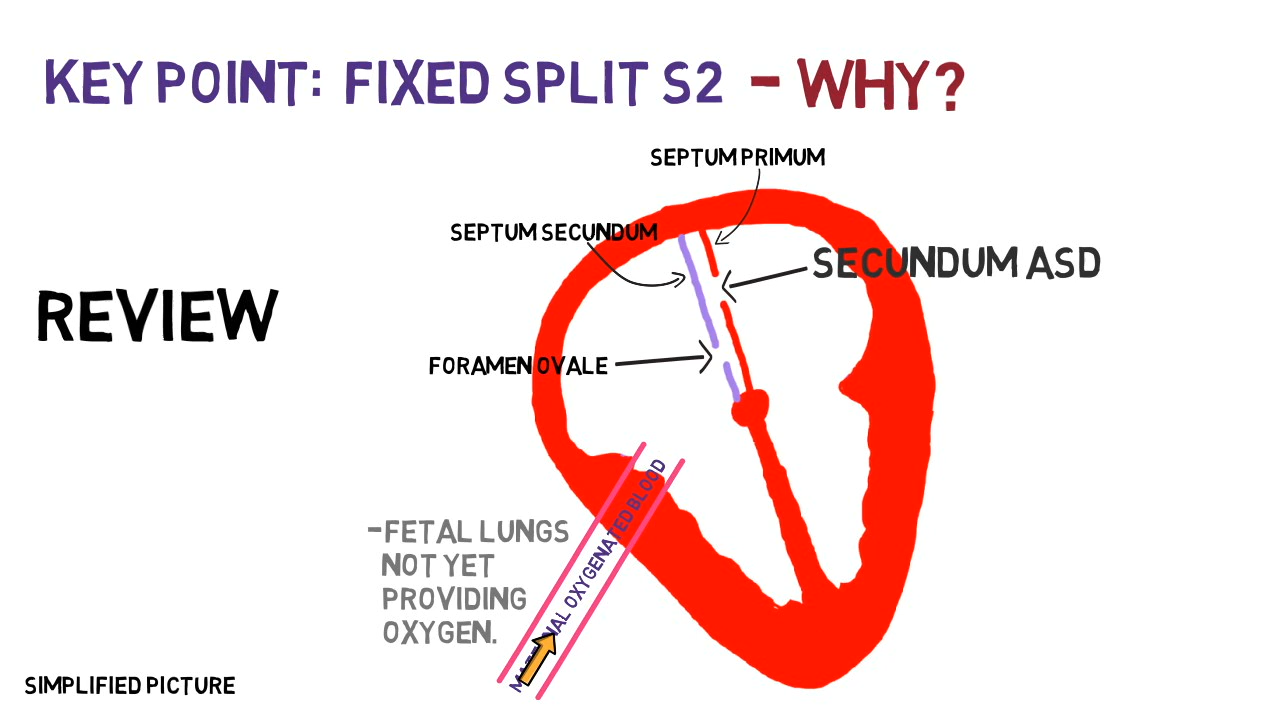 KEY POINT: FIXED SPLIT S2 - WHY?
SEPTUM PRIMUM
SEPTUM SECUNDUM
SECUNDUM ASD
REVIEW
FORAMEN OVALE
MATERNAL OXYGENATED BLOOD
-FETAL LUNGS
NOT YET
PROVIDING
OXYGEN.
SIMPLIFIED PICTURE